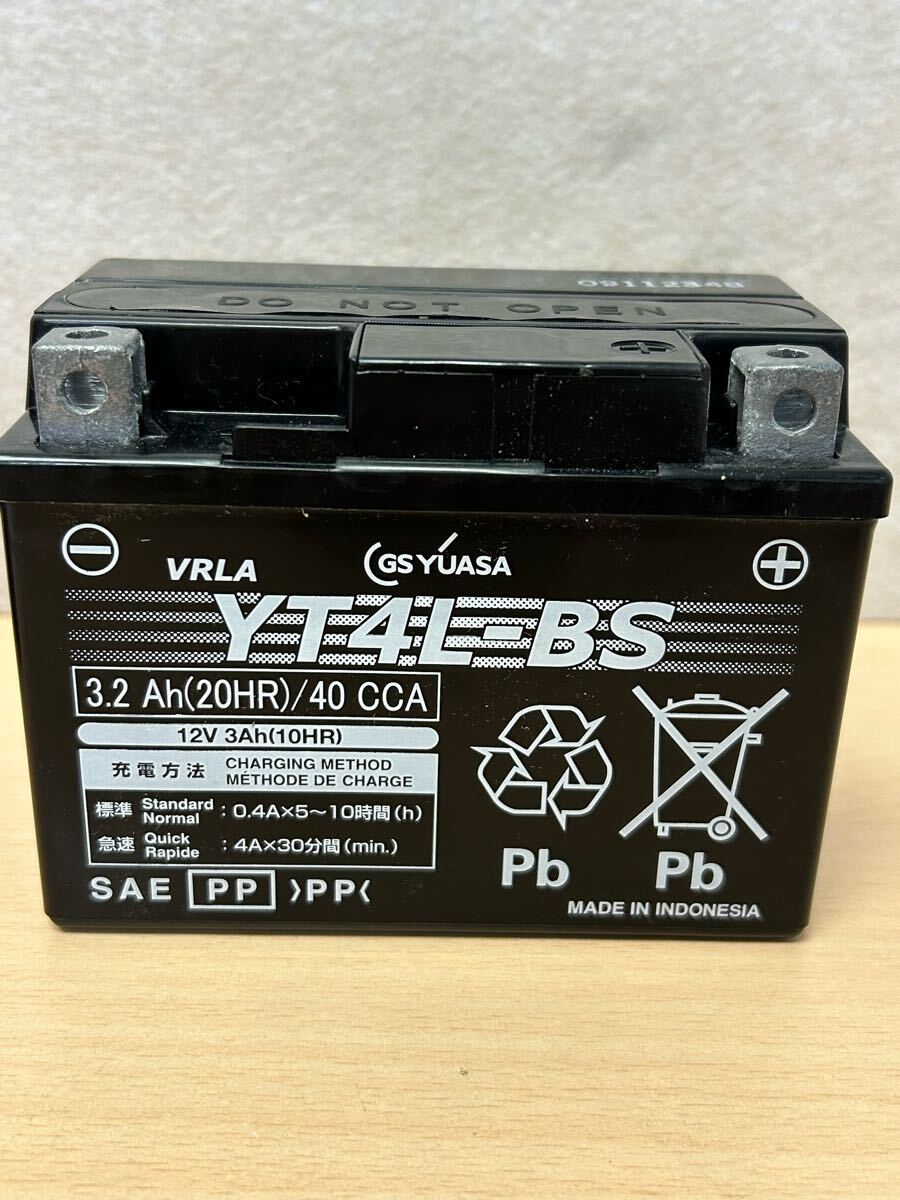 09112348
DO NOT OPEN
VRLA
GS YUASA
YT4L-BS
3.2 Ah(20HR)/40 CCA
12V 3Ah(10HR)
充電方法 CHARGING METHOD
MÉTHODE DE CHARGE
標準 Standard Normal : 0.4A×5～10時間(h)
急速 Quick Rapide : 4A×30分間(min.)
SAE PP >PP<
Pb Pb
MADE IN INDONESIA